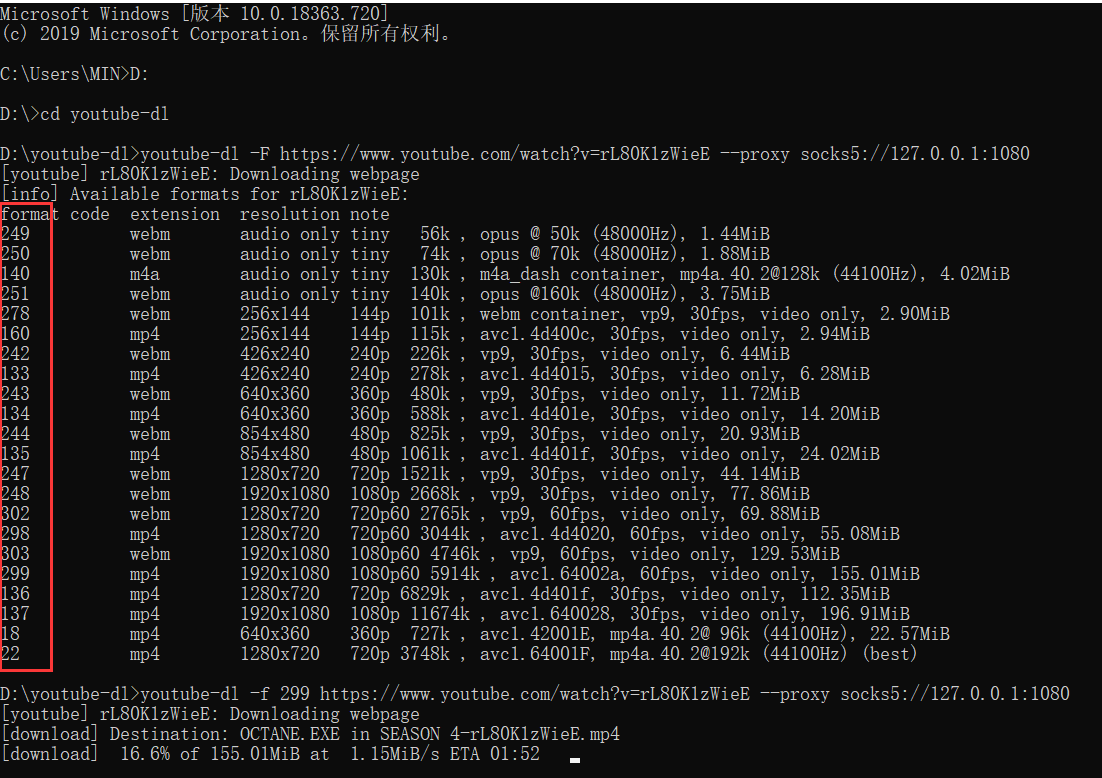 Microsoft Windows [版本 10.0.18363.720]
(c) 2019 Microsoft Corporation。保留所有权利。
C:\Users\MIN>D:
D:\>cd youtube-dl
D:\youtube-dl>youtube-dl -F https://www.youtube.com/watch?v=rL80K1zWieE --proxy socks5://127.0.0.1:1080
[youtube] rL80K1zWieE: Downloading webpage
[info] Available formats for rL80K1zWieE:
format code  extension  resolution note
249          webm       audio only tiny   56k , opus @ 50k (48000Hz), 1.44MiB
250          webm       audio only tiny   74k , opus @ 70k (48000Hz), 1.88MiB
140          m4a        audio only tiny  130k , m4a_dash container, mp4a.40.2@128k (44100Hz), 4.02MiB
251          webm       audio only tiny  140k , opus @160k (48000Hz), 3.75MiB
278          webm       256x144    144p  101k , webm container, vp9, 30fps, video only, 2.90MiB
160          mp4        256x144    144p  115k , avc1.4d400c, 30fps, video only, 2.94MiB
242          webm       426x240    240p  226k , vp9, 30fps, video only, 6.44MiB
133          mp4        426x240    240p  278k , avc1.4d4015, 30fps, video only, 6.28MiB
243          webm       640x360    360p  480k , vp9, 30fps, video only, 11.72MiB
134          mp4        640x360    360p  588k , avc1.4d401e, 30fps, video only, 14.20MiB
244          webm       854x480    480p  825k , vp9, 30fps, video only, 20.93MiB
135          mp4        854x480    480p 1061k , avc1.4d401f, 30fps, video only, 24.02MiB
247          webm       1280x720   720p 1521k , vp9, 30fps, video only, 44.14MiB
248          webm       1920x1080  1080p 2668k , vp9, 30fps, video only, 77.86MiB
302          webm       1280x720   720p60 2765k , vp9, 60fps, video only, 69.88MiB
298          mp4        1280x720   720p60 3044k , avc1.4d4020, 60fps, video only, 55.08MiB
303          webm       1920x1080  1080p60 4746k , vp9, 60fps, video only, 129.53MiB
299          mp4        1920x1080  1080p60 5914k , avc1.64002a, 60fps, video only, 155.01MiB
136          mp4        1280x720   720p 6829k , avc1.4d401f, 30fps, video only, 112.35MiB
137          mp4        1920x1080  1080p 11674k , avc1.640028, 30fps, video only, 196.91MiB
18           mp4        640x360    360p  727k , avc1.42001E, mp4a.40.2@ 96k (44100Hz), 22.57MiB
22           mp4        1280x720   720p 3748k , avc1.64001F, mp4a.40.2@192k (44100Hz) (best)
D:\youtube-dl>youtube-dl -f 299 https://www.youtube.com/watch?v=rL80K1zWieE --proxy socks5://127.0.0.1:1080
[youtube] rL80K1zWieE: Downloading webpage
[download] Destination: OCTANE.EXE in SEASON 4-rL80K1zWieE.mp4
[download]  16.6% of 155.01MiB at  1.15MiB/s ETA 01:52